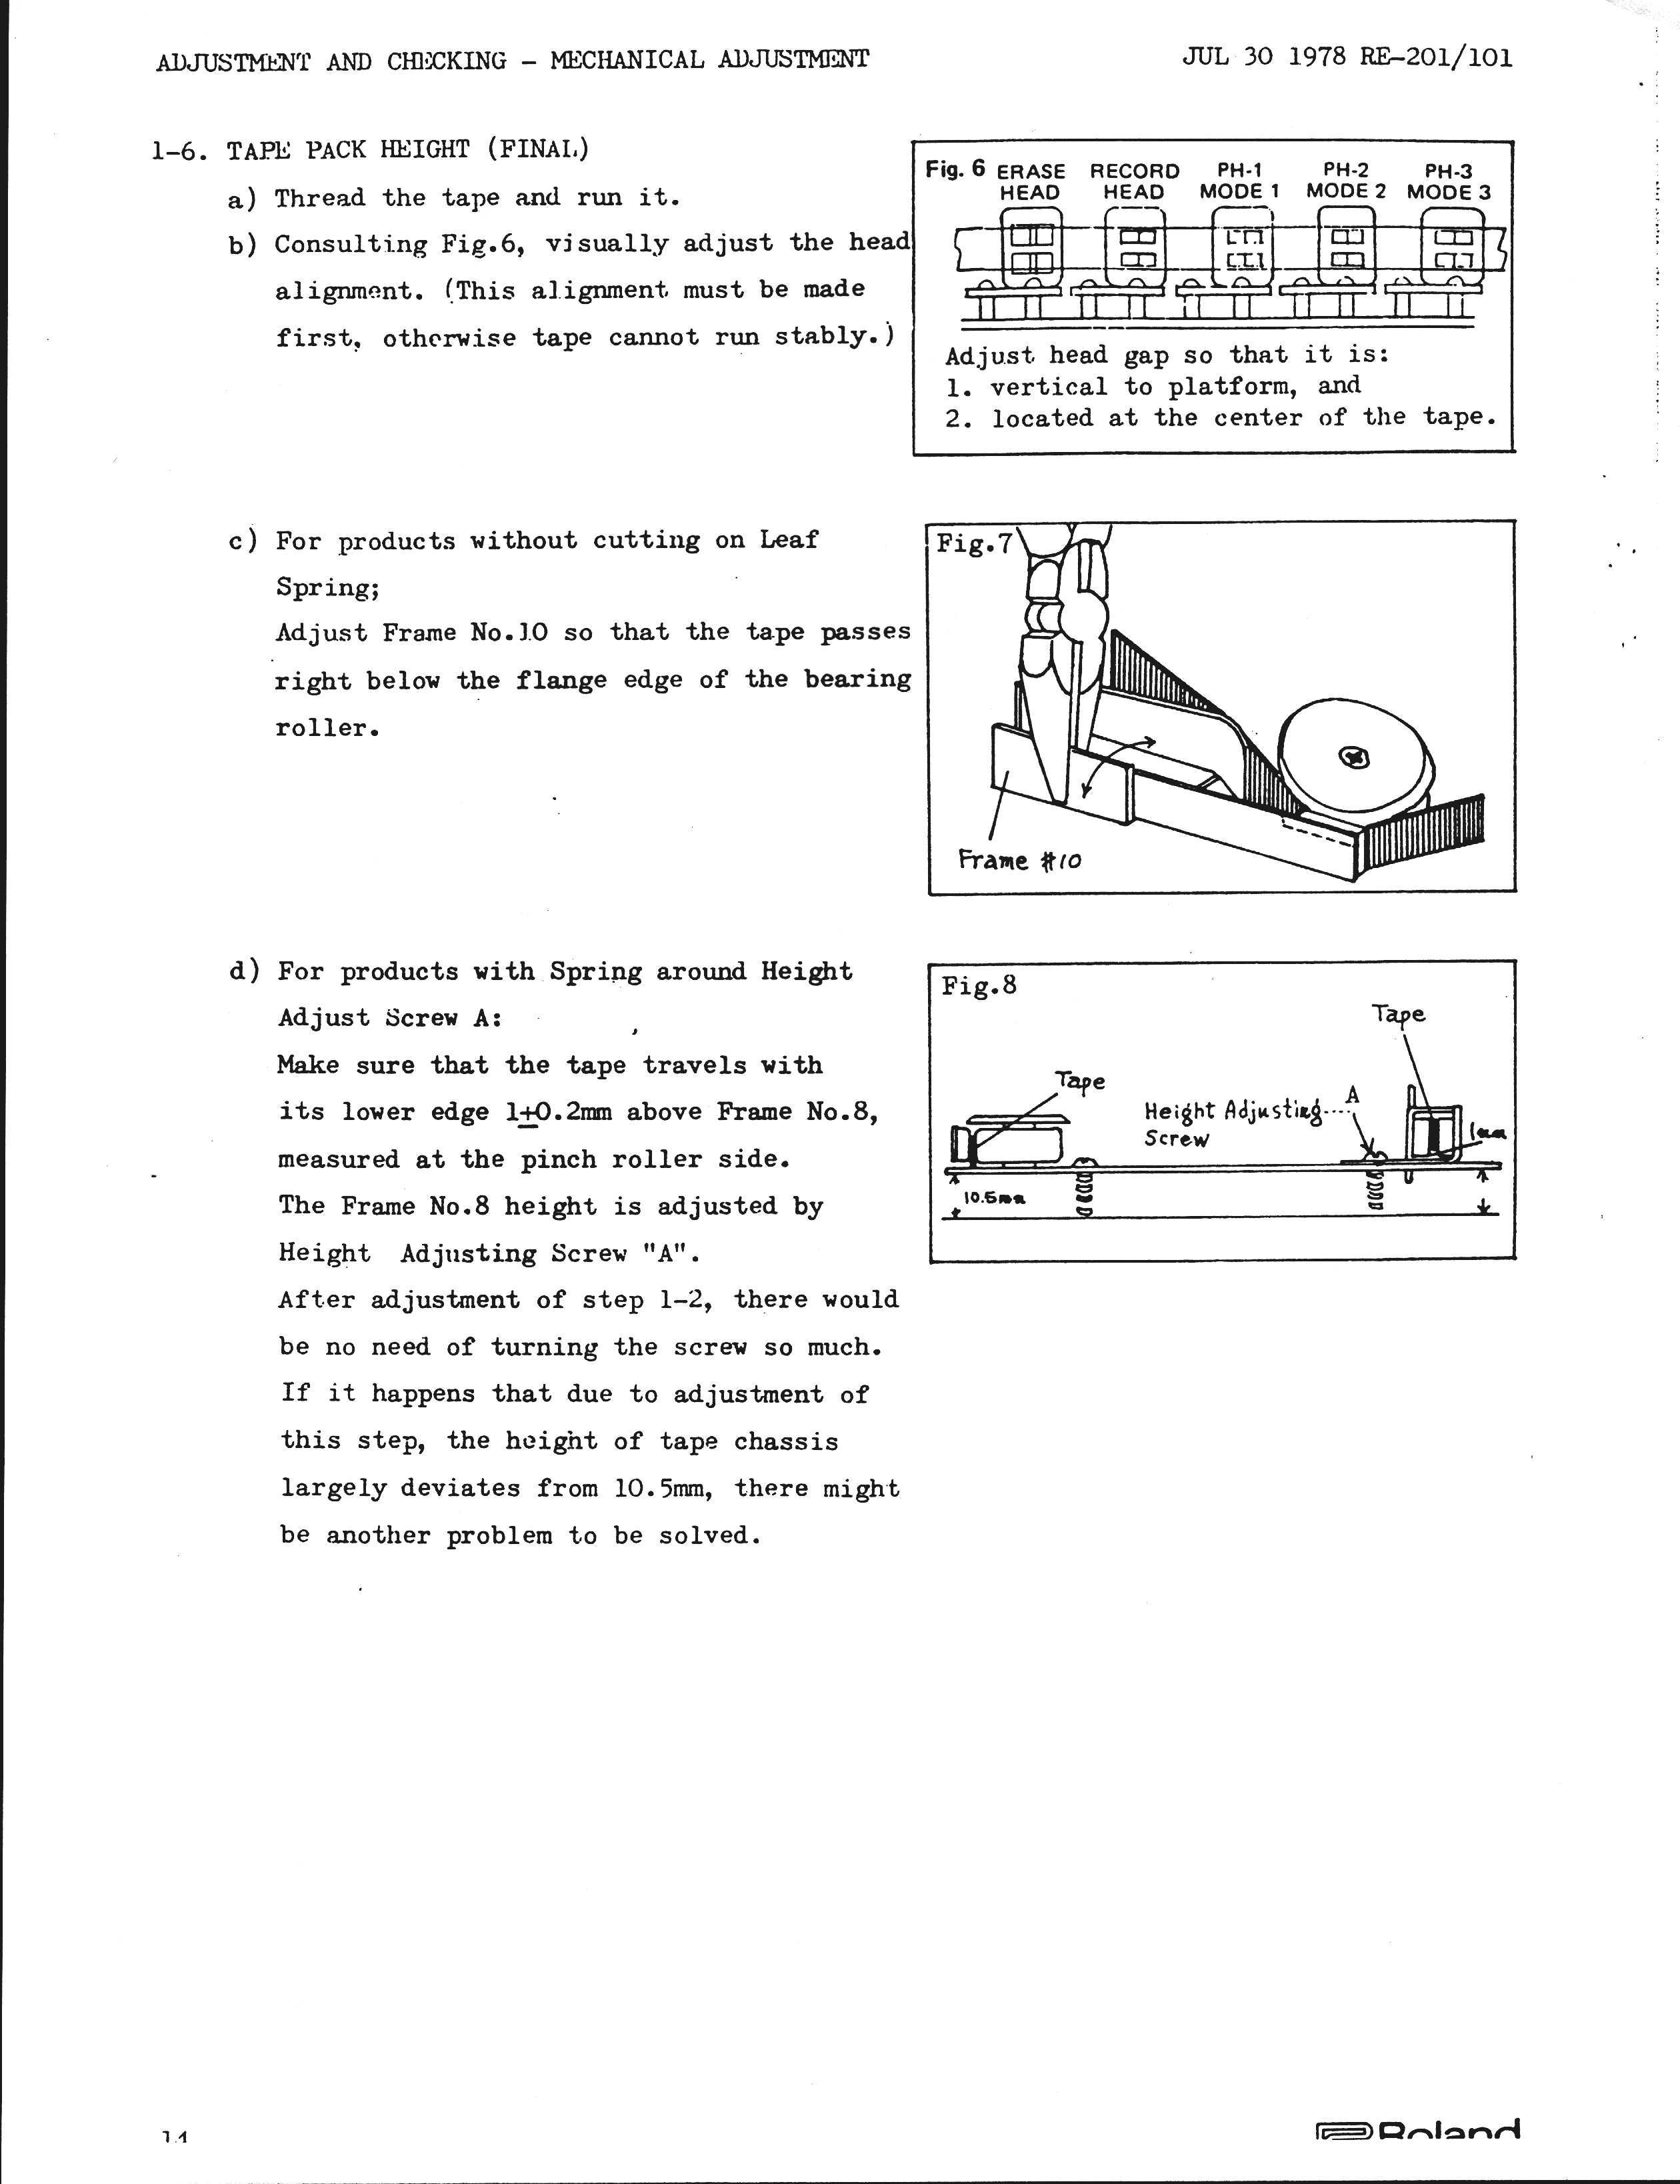 ADJUSTMENT AND CHECKING - MECHANICAL ADJUSTMENT
JUL 30 1978 RE-201/101
1-6. TAPE PACK HEIGHT (FINAL)
a) Thread the tape and run it.
b) Consulting Fig.6, visually adjust the head
alignment. (This alignment must be made
first, otherwise tape cannot run stably.)
Fig. 6 ERASE RECORD PH-1 PH-2 PH-3
HEAD HEAD MODE 1 MODE 2 MODE 3
Adjust head gap so that it is:
1. vertical to platform, and
2. located at the center of the tape.
c) For products without cutting on Leaf
Spring;
Adjust Frame No.10 so that the tape passes
right below the flange edge of the bearing
roller.
Fig.7
Frame #10
d) For products with Spring around Height
Adjust Screw A:
Make sure that the tape travels with
its lower edge 1±0.2mm above Frame No.8,
measured at the pinch roller side.
The Frame No.8 height is adjusted by
Height Adjusting Screw "A".
After adjustment of step 1-2, there would
be no need of turning the screw so much.
If it happens that due to adjustment of
this step, the height of tape chassis
largely deviates from 10.5mm, there might
be another problem to be solved.
Fig.8
Tape
Tape
Height Adjusting.... A
Screw
1mm
10.5mm
14
Roland